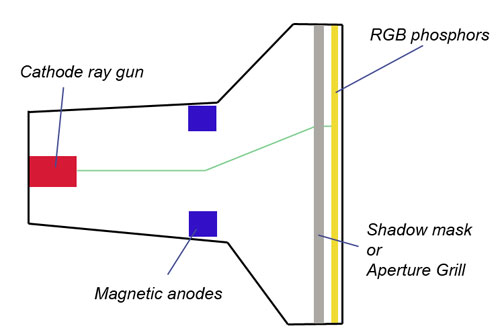 RGB phosphors
Cathode ray gun
Shadow mask
or
Aperture Grill
Magnetic anodes